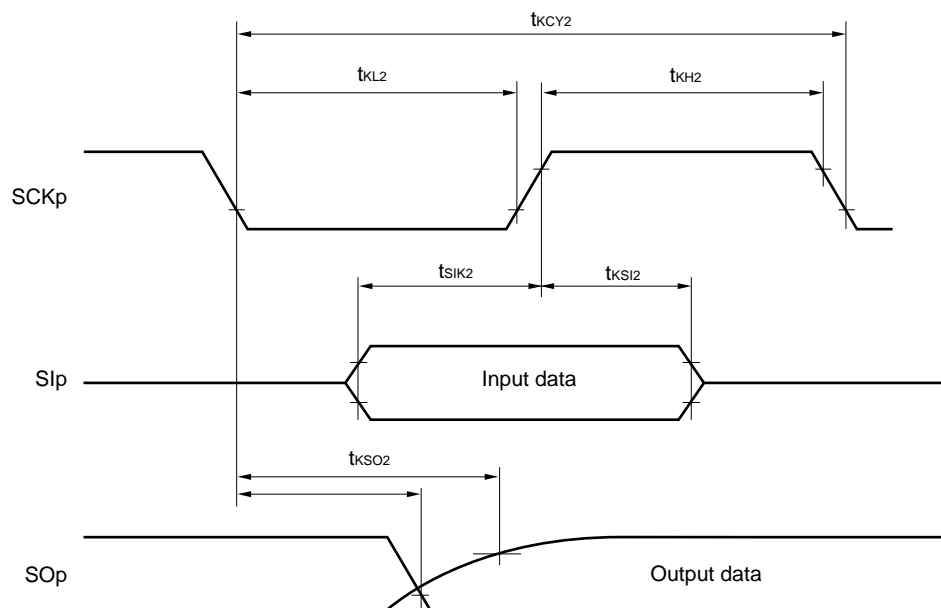 tKCY2
tKL2
tKH2
SCKp
tSIK2
tKSI2
SIp
Input data
tKSO2
SOp
Output data